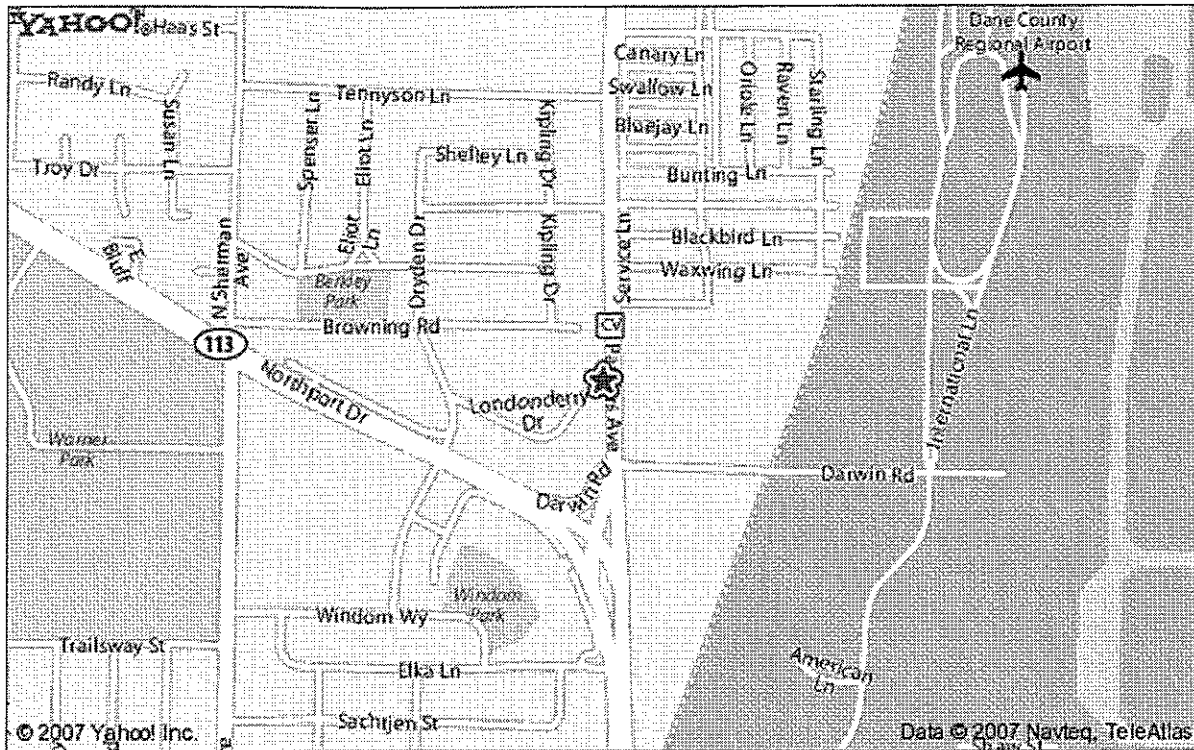 YAHOO!
Haas St
Dane County
Regional Airport
Canary Ln
Randy Ln
Tennyson Ln
Swallow Ln
Oriole Ln
Raven Ln
Starling Ln
Susan Ln
Spenser Ln
Eliot Ln
Kipling Dr
Bluejay Ln
Troy Dr
Shelley Ln
Bunting Ln
N Sherman
Ave
Eliot
Ln
Dryden Dr
Kipling Dr
Service Ln
Blackbird Ln
E
Bluff
Waxwing Ln
Berkley
Park
Browning Rd
113
Northport Dr
Londonderry
Dr
Ave
International Ln
Warner
Park
Darwin Rd
Darwin Rd
Windom
Park
Windom Wy
Trailsway St
Elka Ln
American
Ln
Sachtjen St
© 2007 Yahoo! Inc.
Data © 2007 Navteq, TeleAtlas